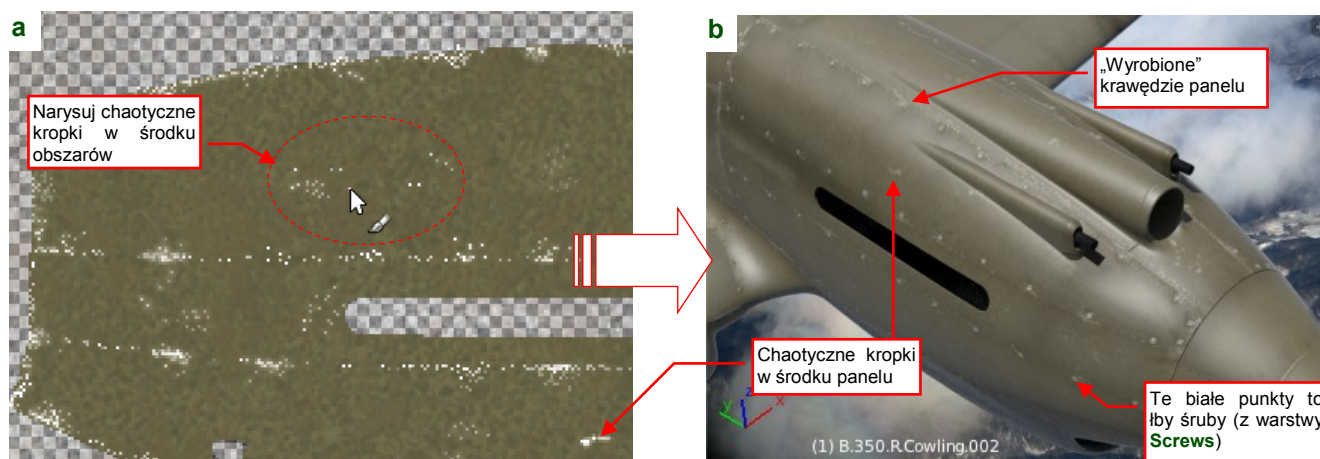 a
Narysuj chaotyczne
kropki w środku
obszarów
b
„Wyrobione”
krawędzie panelu
Chaotyczne kropki
w środku panelu
Te białe punkty to
łby śruby (z warstwy
Screws)
z
y
x
(1) B.350.R.Cowling.002